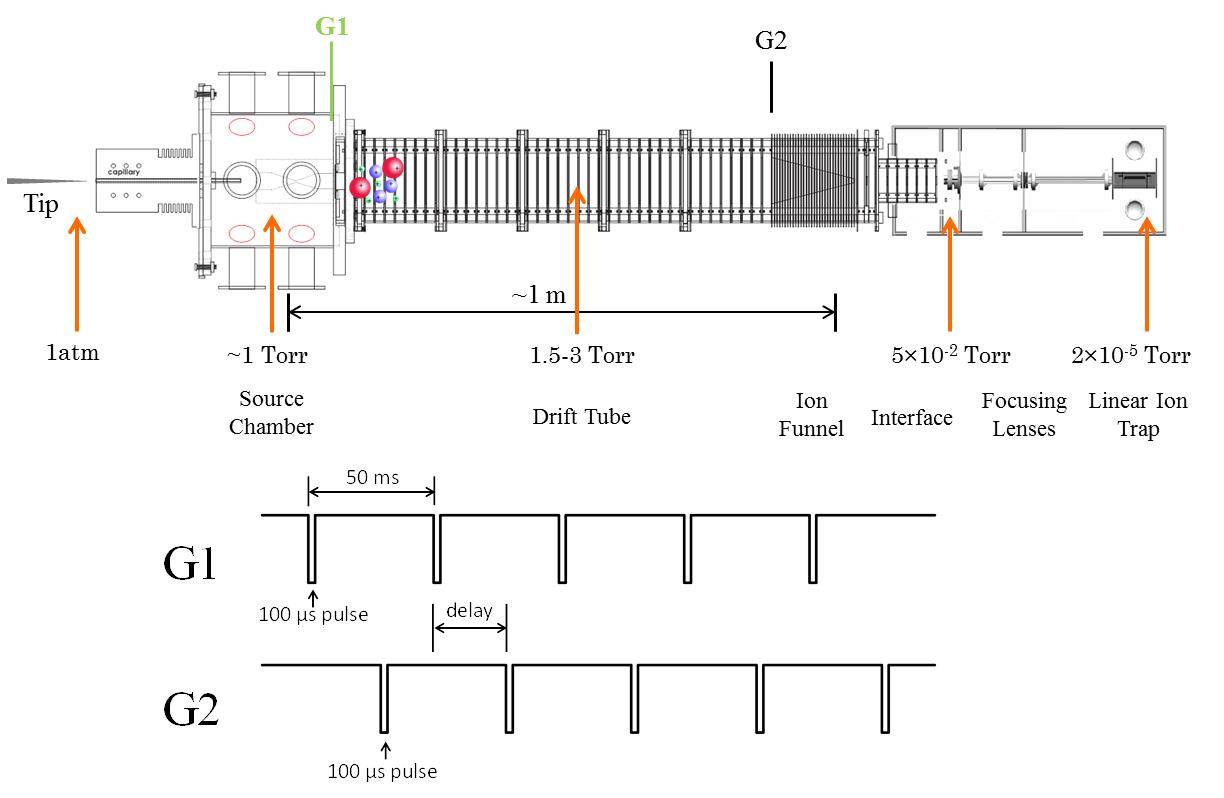 G1
G2
capillary
Tip
~1 m
1atm
~1 Torr
1.5-3 Torr
5×10-2 Torr
2×10-5 Torr
Source
Chamber
Drift Tube
Ion
Funnel
Interface
Focusing
Lenses
Linear Ion
Trap
50 ms
G1
100 µs pulse
delay
G2
100 µs pulse